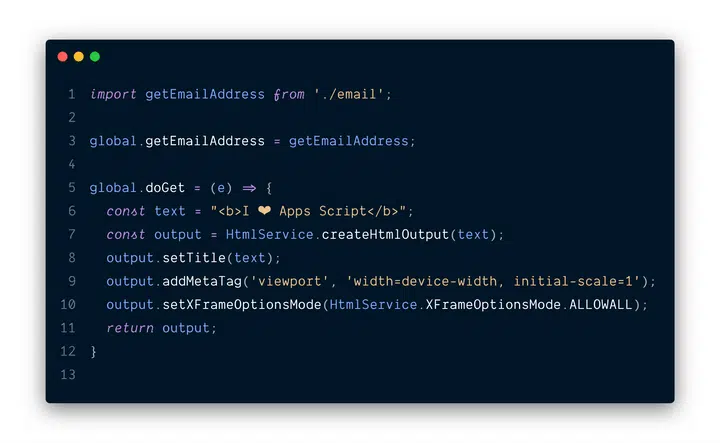 1 import getEmailAddress from './email';
2
3 global.getEmailAddress = getEmailAddress;
4
5 global.doGet = (e) => {
6 const text = "<b>I ❤ Apps Script</b>";
7 const output = HtmlService.createHtmlOutput(text);
8 output.setTitle(text);
9 output.addMetaTag('viewport', 'width=device-width, initial-scale=1');
10 output.setXFrameOptionsMode(HtmlService.XFrameOptionsMode.ALLOWALL);
11 return output;
12 }
13